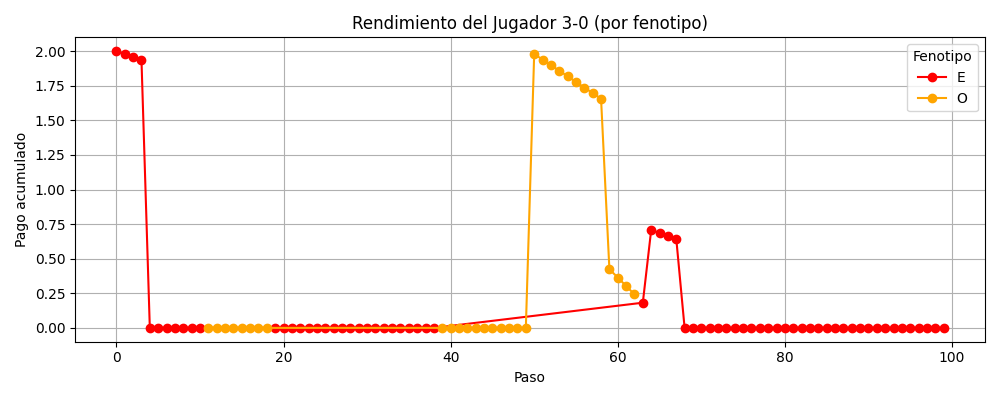 Rendimiento del Jugador 3-0 (por fenotipo)
Pago acumulado
2.00
1.75
1.50
1.25
1.00
0.75
0.50
0.25
0.00
Fenotipo
E
O
0 20 40 60 80 100
Paso